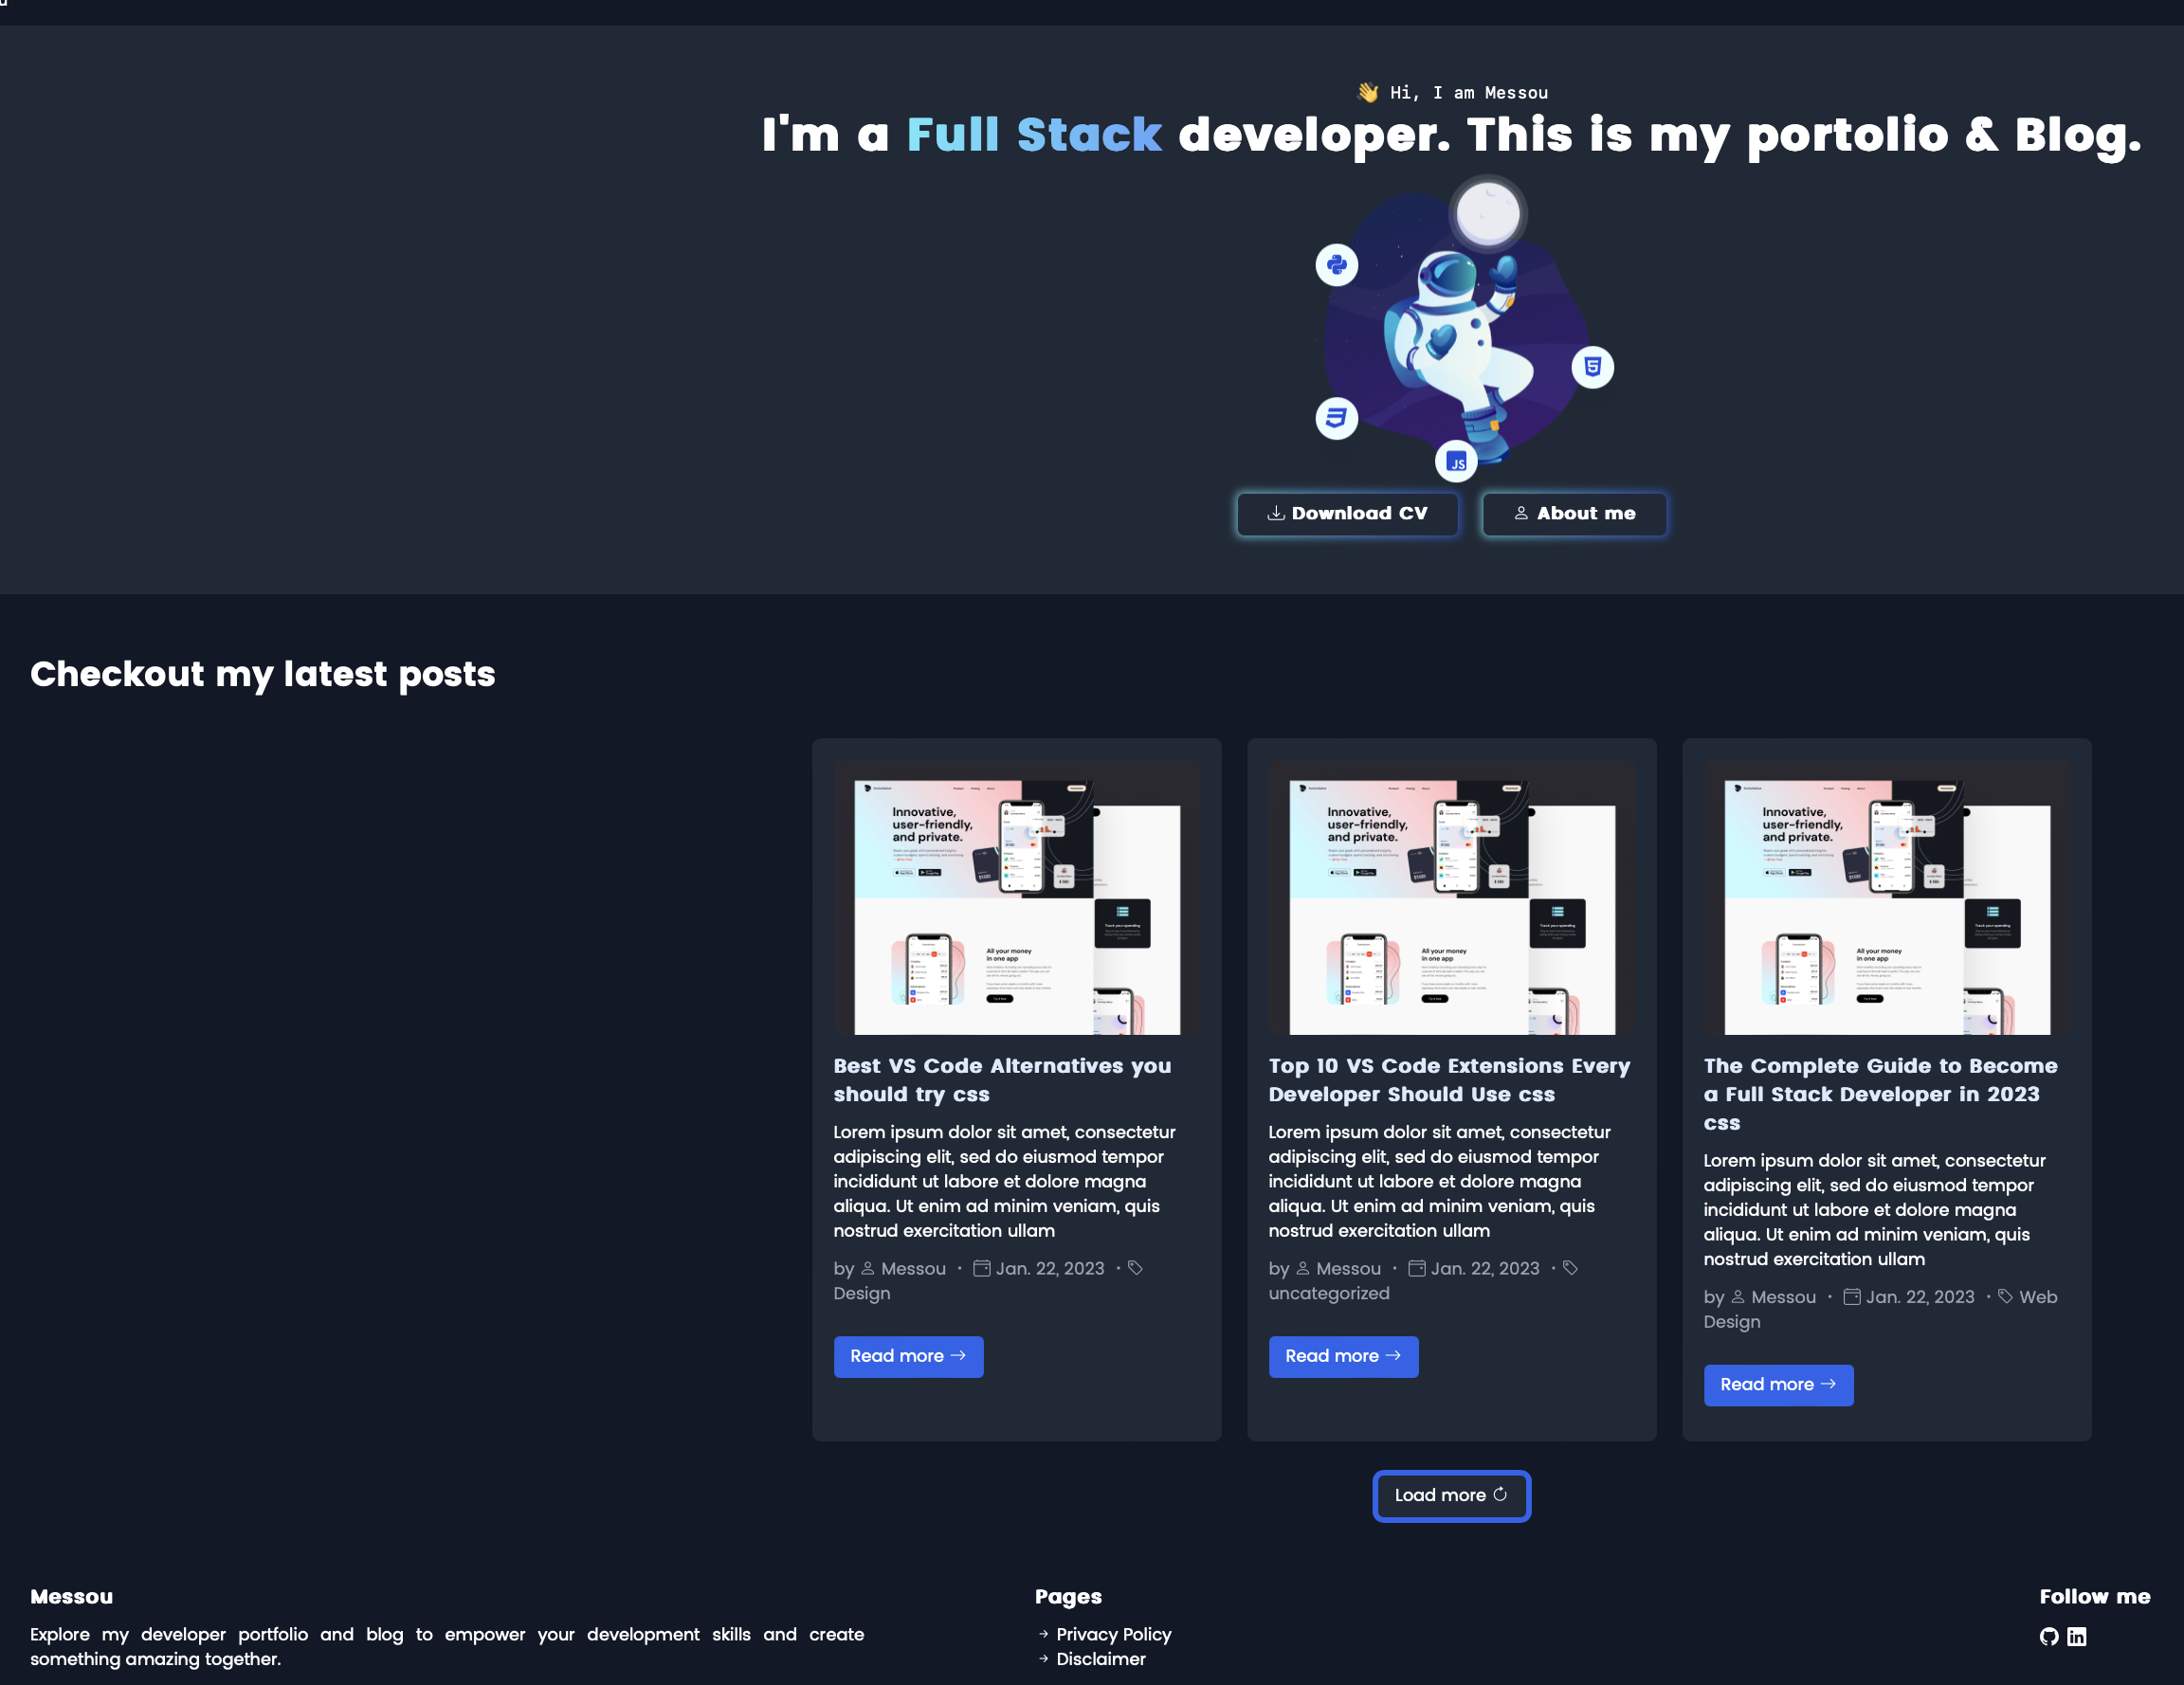 👋 Hi, I am Messou
I'm a Full Stack developer. This is my portolio & Blog.
JS
Download CV
About me
Checkout my latest posts
Innovative,
user-friendly,
and private.
Track your spending
All your money
in one app
Best VS Code Alternatives you
should try css
Lorem ipsum dolor sit amet, consectetur
adipiscing elit, sed do eiusmod tempor
incididunt ut labore et dolore magna
aliqua. Ut enim ad minim veniam, quis
nostrud exercitation ullam
by Messou · Jan. 22, 2023 ·
Design
Read more →
Innovative,
user-friendly,
and private.
Track your spending
All your money
in one app
Top 10 VS Code Extensions Every
Developer Should Use css
Lorem ipsum dolor sit amet, consectetur
adipiscing elit, sed do eiusmod tempor
incididunt ut labore et dolore magna
aliqua. Ut enim ad minim veniam, quis
nostrud exercitation ullam
by Messou · Jan. 22, 2023 ·
uncategorized
Read more →
Innovative,
user-friendly,
and private.
Track your spending
All your money
in one app
The Complete Guide to Become
a Full Stack Developer in 2023
css
Lorem ipsum dolor sit amet, consectetur
adipiscing elit, sed do eiusmod tempor
incididunt ut labore et dolore magna
aliqua. Ut enim ad minim veniam, quis
nostrud exercitation ullam
by Messou · Jan. 22, 2023 · Web
Design
Read more →
Load more
Messou
Explore my developer portfolio and blog to empower your development skills and create
something amazing together.
Pages
→ Privacy Policy
→ Disclaimer
Follow me